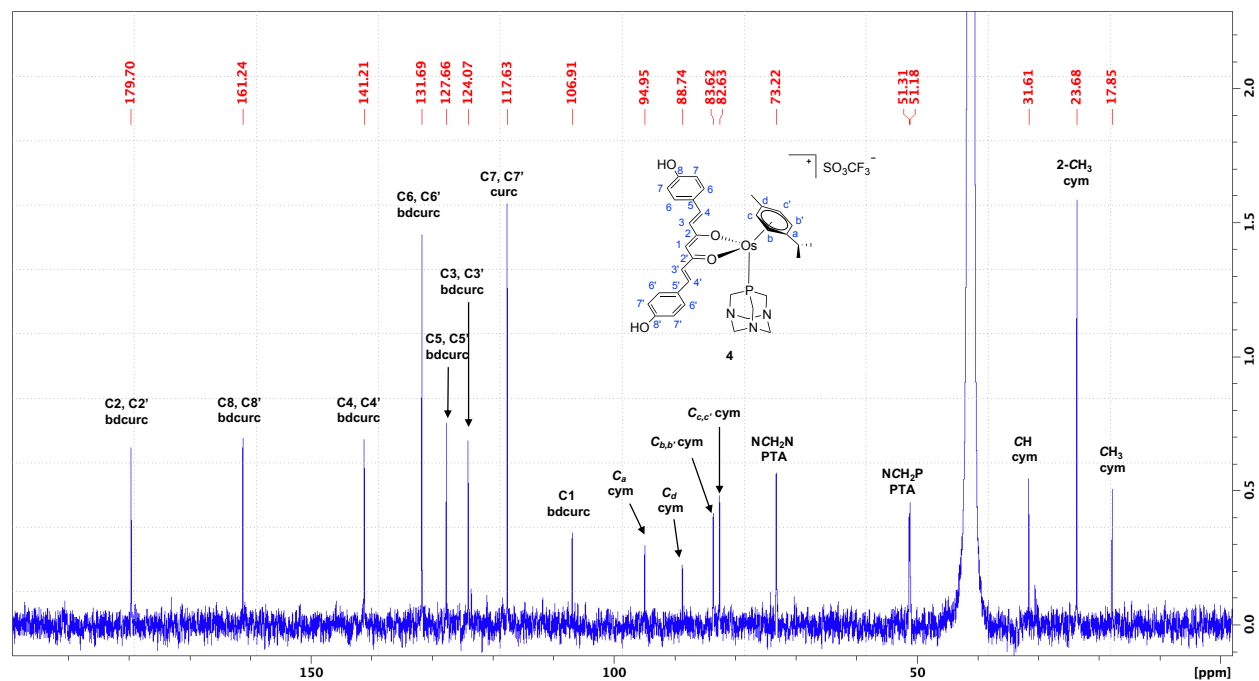 179.70
161.24
141.21
131.69
127.66
124.07
117.63
106.91
94.95
88.74
83.62
82.63
73.22
51.31
51.18
31.61
23.68
17.85
C2, C2'
bdcurc
C8, C8'
bdcurc
C4, C4'
bdcurc
C6, C6'
bdcurc
C5, C5'
bdcurc
C3, C3'
bdcurc
C7, C7'
curc
C1
bdcurc
Ca
cym
Cd
cym
Cb,b' cym
Cc,c' cym
NCH2N
PTA
NCH2P
PTA
CH
cym
2-CH3
cym
CH3
cym
+
SO3CF3−
HO
8
7
7
6
6
5
4
3
2
1
2'
3'
4'
5'
6'
6'
7'
7'
8'
HO
O
O
Os
P
N
N
N
d
c'
c
b'
b
a
4
2.0
1.5
1.0
0.5
0.0
150
100
50
[ppm]